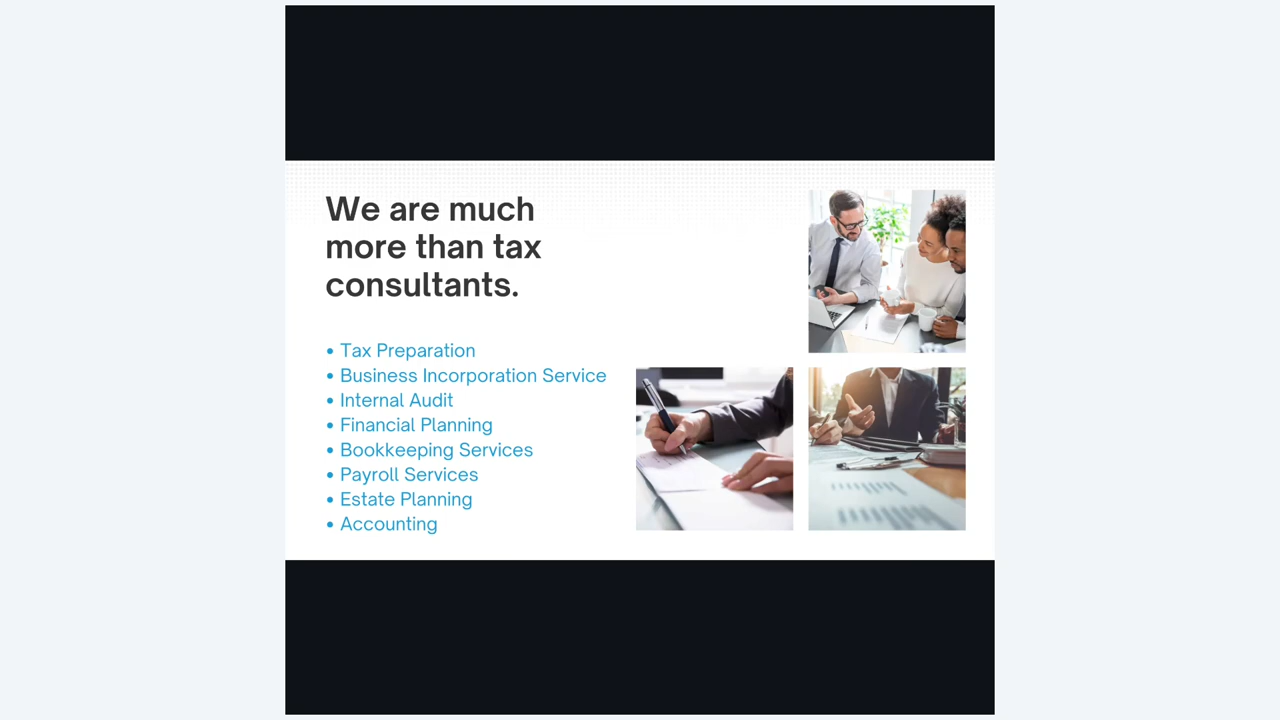 We are much
more than tax
consultants.
• Tax Preparation
• Business Incorporation Service
• Internal Audit
• Financial Planning
• Bookkeeping Services
• Payroll Services
• Estate Planning
• Accounting